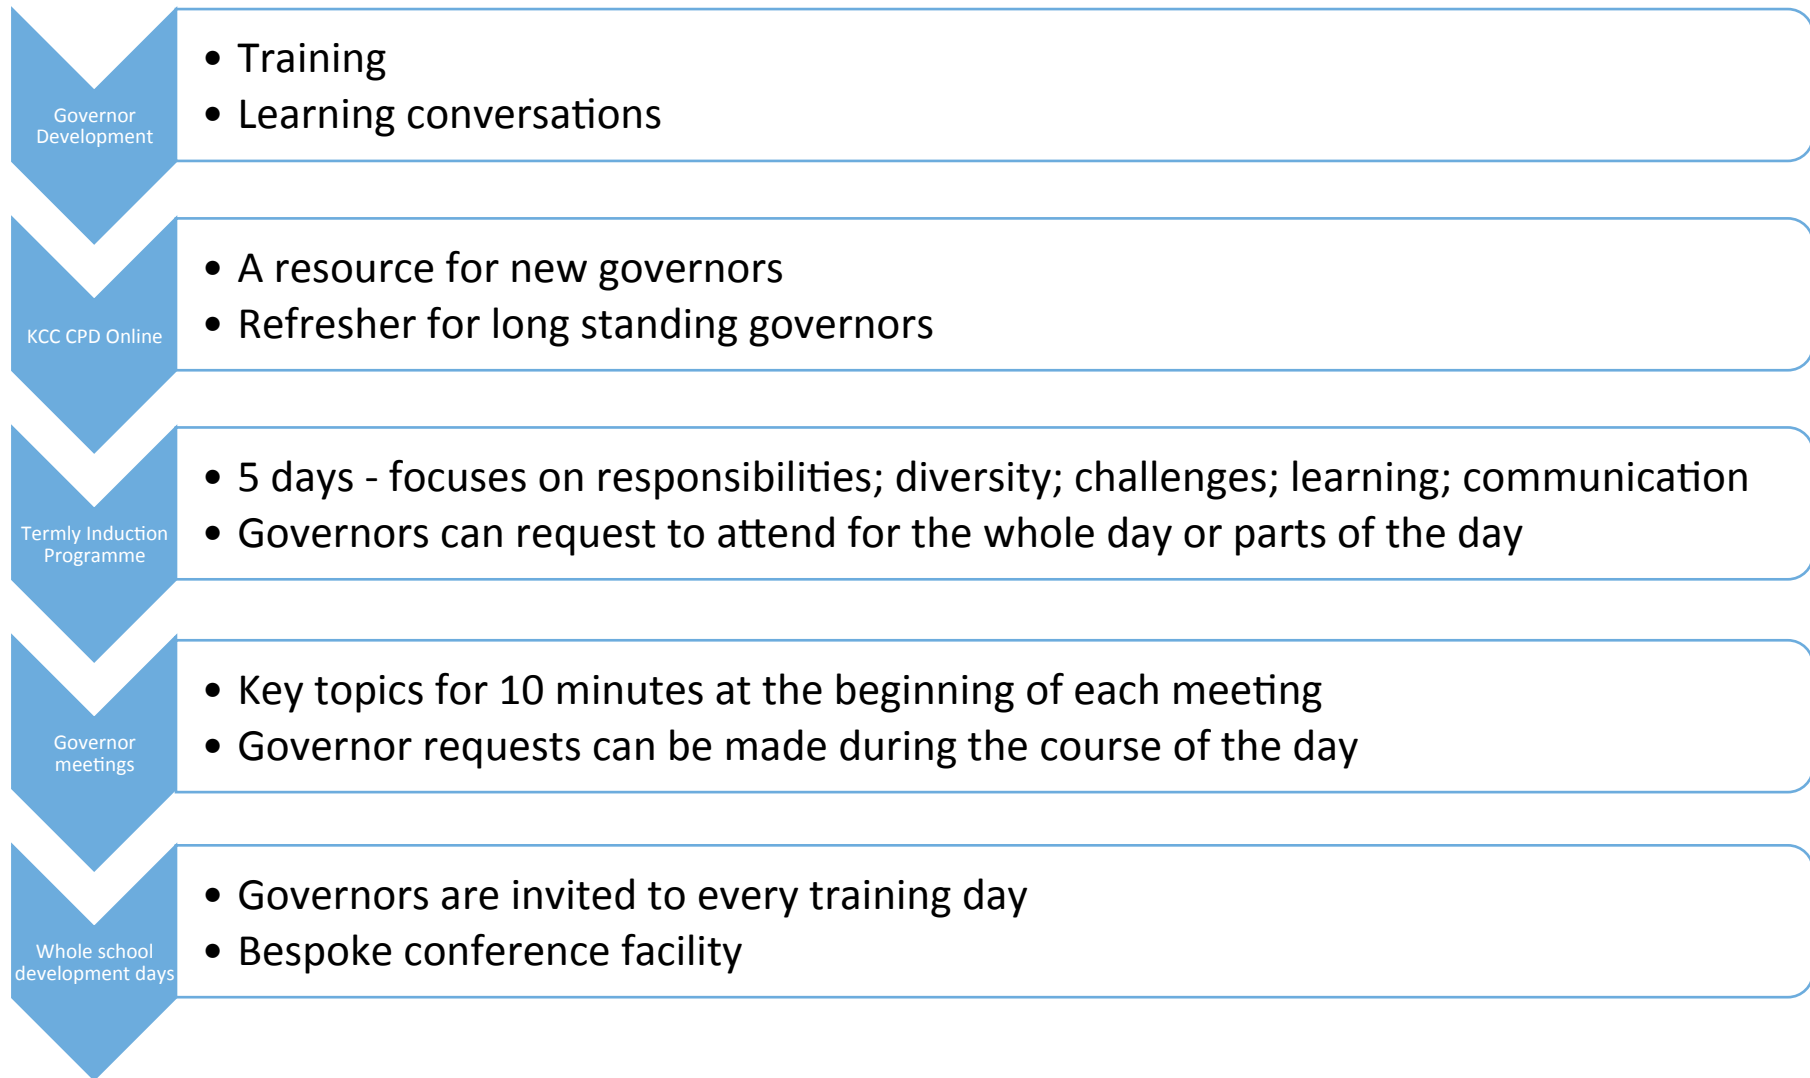 Governor
Development
• Training
• Learning conversations
KCC CPD Online
• A resource for new governors
• Refresher for long standing governors
Termly Induction
Programme
• 5 days - focuses on responsibilities; diversity; challenges; learning; communication
• Governors can request to attend for the whole day or parts of the day
Governor
meetings
• Key topics for 10 minutes at the beginning of each meeting
• Governor requests can be made during the course of the day
Whole school
development days
• Governors are invited to every training day
• Bespoke conference facility